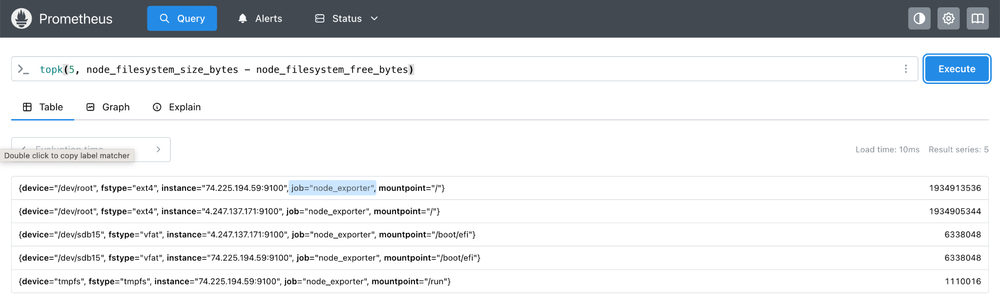 Prometheus Query Alerts Status
>_ topk(5, node_filesystem_size_bytes - node_filesystem_free_bytes) Execute
Table Graph Explain
Evaluation time Load time: 10ms Result series: 5
Double click to copy label matcher
{device="/dev/root", fstype="ext4", instance="74.225.194.59:9100", job="node_exporter", mountpoint="/"} 1934913536
{device="/dev/root", fstype="ext4", instance="4.247.137.171:9100", job="node_exporter", mountpoint="/"} 1934905344
{device="/dev/sdb15", fstype="vfat", instance="4.247.137.171:9100", job="node_exporter", mountpoint="/boot/efi"} 6338048
{device="/dev/sdb15", fstype="vfat", instance="74.225.194.59:9100", job="node_exporter", mountpoint="/boot/efi"} 6338048
{device="tmpfs", fstype="tmpfs", instance="74.225.194.59:9100", job="node_exporter", mountpoint="/run"} 1110016